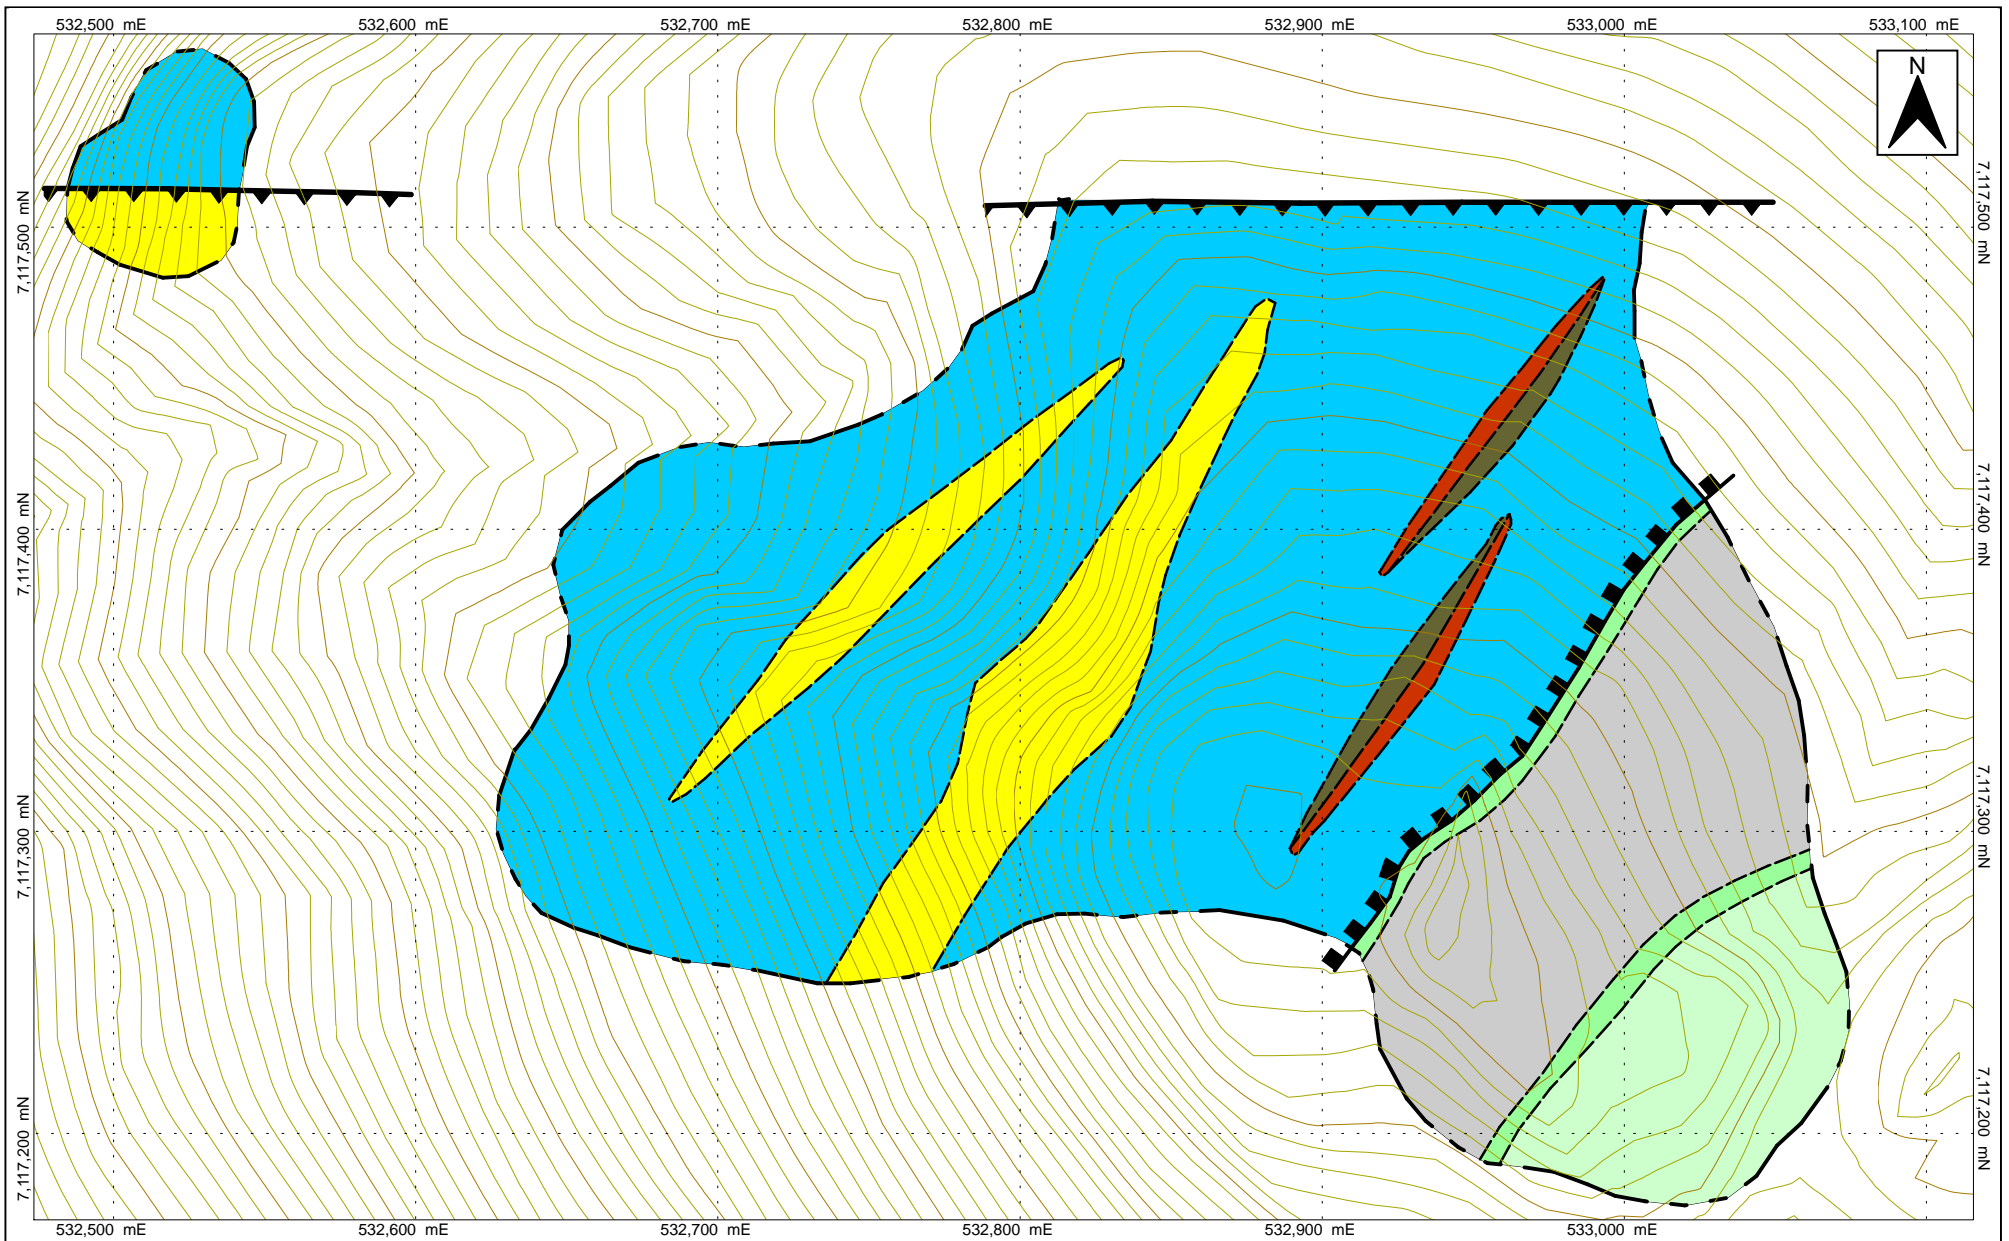 532,500 mE
532,600 mE
532,700 mE
532,800 mE
532,900 mE
533,000 mE
533,100 mE
N
7,117,500 mN
7,117,500 mN
7,117,400 mN
7,117,400 mN
7,117,300 mN
7,117,300 mN
7,117,200 mN
7,117,200 mN
532,500 mE
532,600 mE
532,700 mE
532,800 mE
532,900 mE
533,000 mE